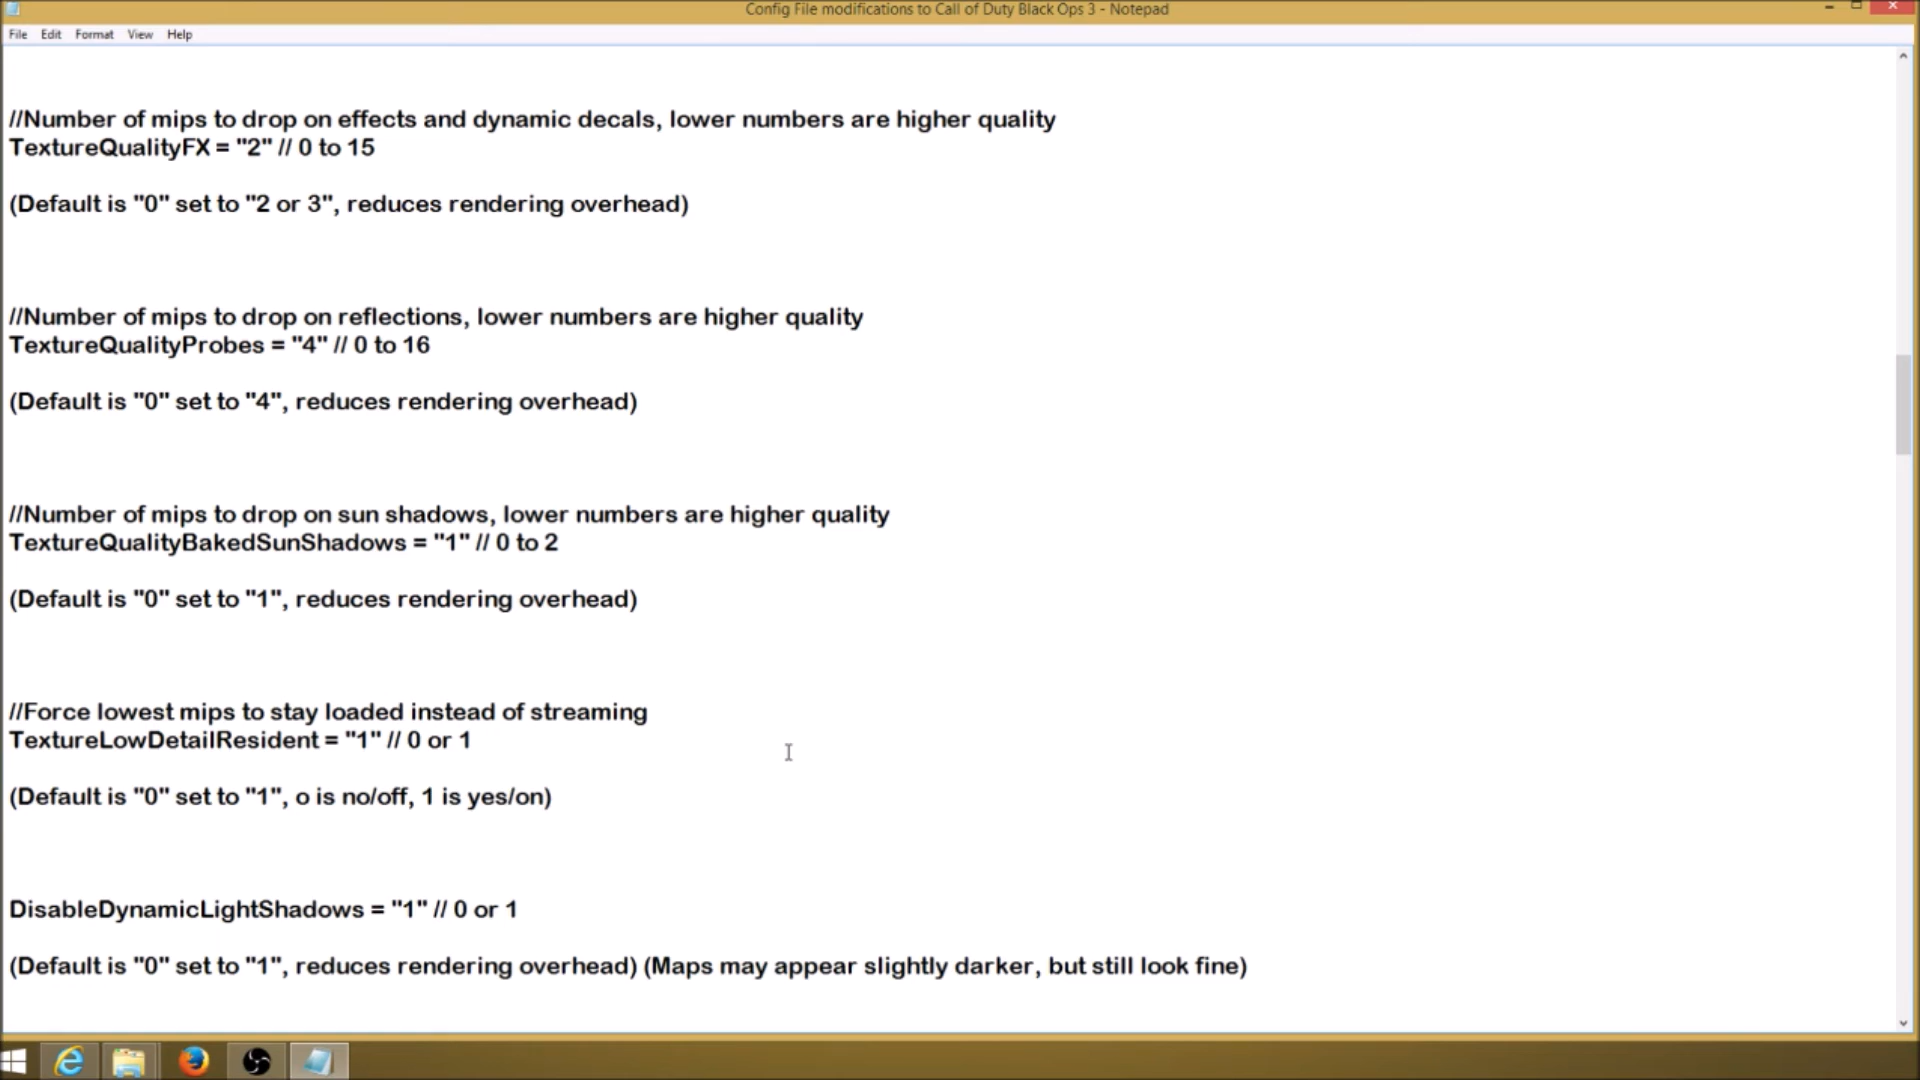 Config File modifications to Call of Duty Black Ops 3 - Notepad
File Edit Format View Help
//Number of mips to drop on effects and dynamic decals, lower numbers are higher quality
TextureQualityFX = "2" // 0 to 15
(Default is "0" set to "2 or 3", reduces rendering overhead)
//Number of mips to drop on reflections, lower numbers are higher quality
TextureQualityProbes = "4" // 0 to 16
(Default is "0" set to "4", reduces rendering overhead)
//Number of mips to drop on sun shadows, lower numbers are higher quality
TextureQualityBakedSunShadows = "1" // 0 to 2
(Default is "0" set to "1", reduces rendering overhead)
//Force lowest mips to stay loaded instead of streaming
TextureLowDetailResident = "1" // 0 or 1
(Default is "0" set to "1", o is no/off, 1 is yes/on)
DisableDynamicLightShadows = "1" // 0 or 1
(Default is "0" set to "1", reduces rendering overhead) (Maps may appear slightly darker, but still look fine)